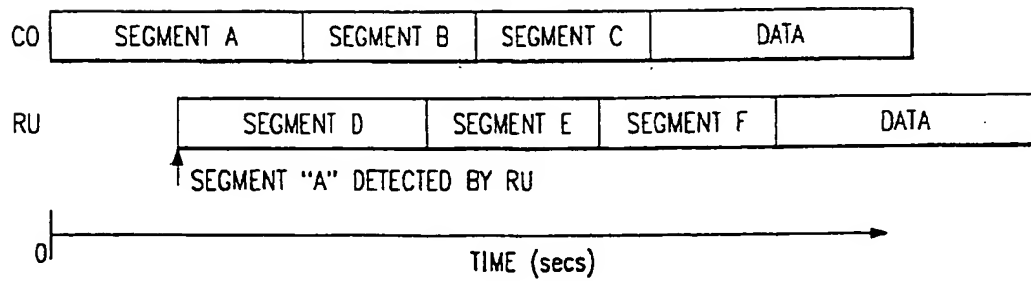 CO SEGMENT A SEGMENT B SEGMENT C DATA
RU SEGMENT D SEGMENT E SEGMENT F DATA
SEGMENT "A" DETECTED BY RU
0
TIME (secs)